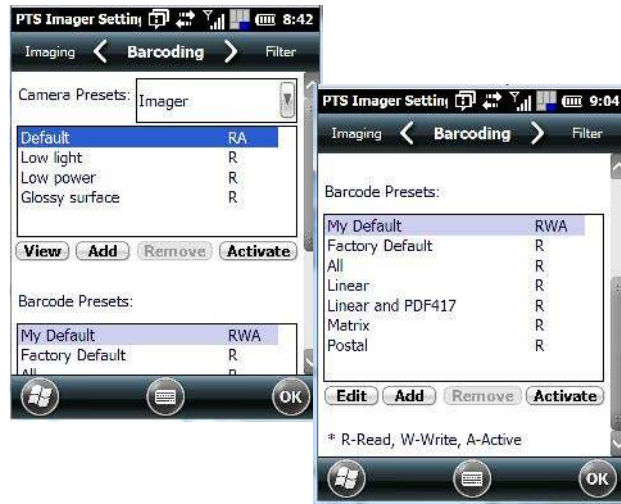 PTS Imager Settin 8:42
Imaging Barcoding Filter
Camera Presets: Imager
Default RA
Low light R
Low power R
Glossy surface R
View Add Remove Activate
Barcode Presets:
My Default RWA
Factory Default R
All R
OK
PTS Imager Settin 9:04
Imaging Barcoding Filter
Barcode Presets:
My Default RWA
Factory Default R
All R
Linear R
Linear and PDF417 R
Matrix R
Postal R
Edit Add Remove Activate
* R-Read, W-Write, A-Active
OK